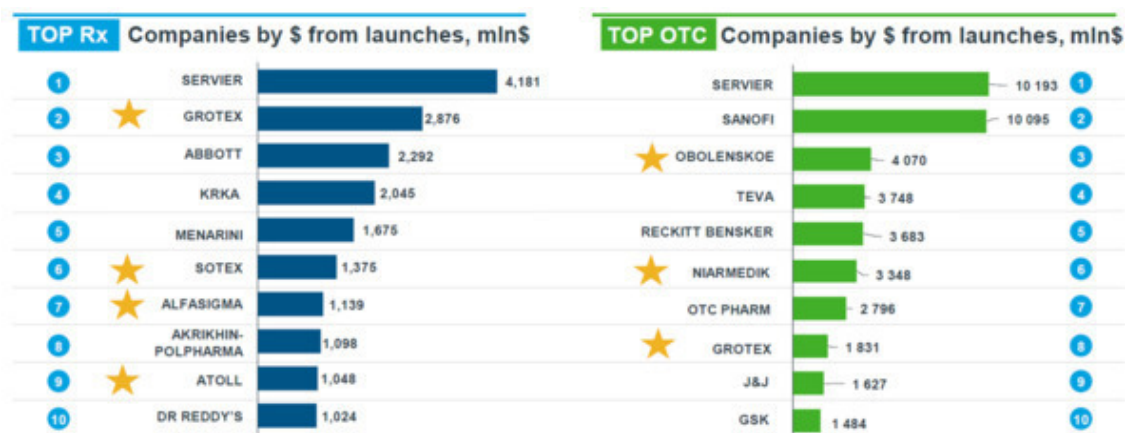 TOP Rx Companies by $ from launches, mln$
1 SERVIER 4,181
2 GROTEX 2,876
3 ABBOTT 2,292
4 KRKA 2,045
5 MENARINI 1,675
6 SOTEX 1,375
7 ALFASIGMA 1,139
8 AKRIKHIN-
POLPHARMA 1,098
9 ATOLL 1,048
10 DR REDDY'S 1,024
TOP OTC Companies by $ from launches, mln$
SERVIER 10 193 1
SANOFI 10 095 2
OBOLENSKOE 4 070 3
TEVA 3 748 4
RECKITT BENSKER 3 683 5
NIARMEDIK 3 348 6
OTC PHARM 2 796 7
GROTEX 1 831 8
J&J 1 627 9
GSK 1 484 10